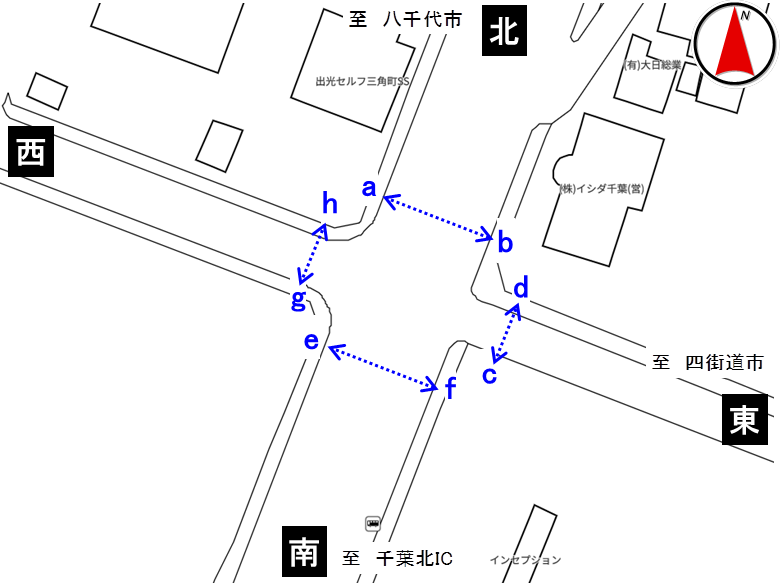 至 八千代市
北
N
(有)大日総業
出光セルフ三角町SS
西
(株)イシダ千葉(営)
a
h
b
d
g
e
c
f
至 四街道市
東
南
至 千葉北IC
インセプション